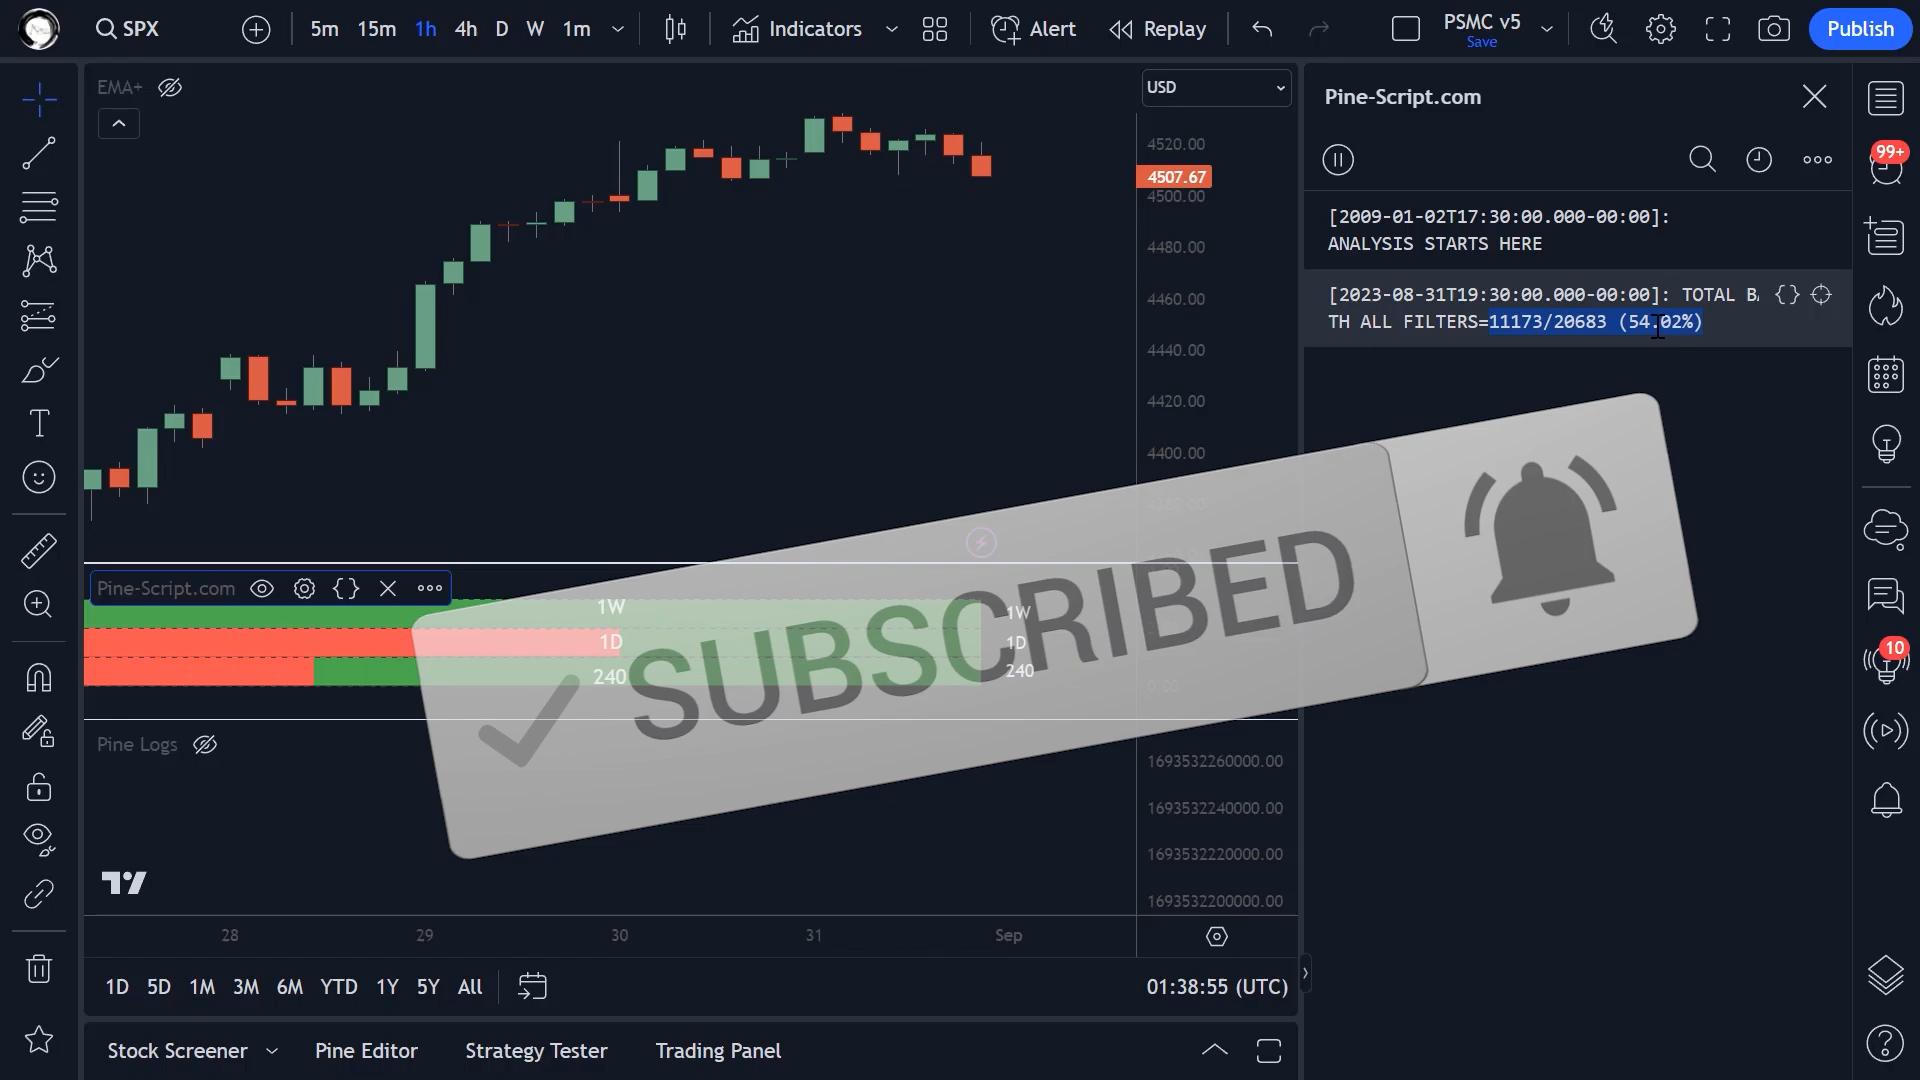 SPX
5m 15m 1h 4h D W 1m
Indicators
Alert
Replay
PSMC v5
Save
Publish
EMA+
USD
4520.00
4507.67
4500.00
4480.00
4460.00
4440.00
4420.00
4400.00
Pine-Script.com
[2009-01-02T17:30:00.000-00:00]:
ANALYSIS STARTS HERE
[2023-08-31T19:30:00.000-00:00]: TOTAL BA
TH ALL FILTERS=11173/20683 (54.02%)
99+
10
Pine-Script.com
1W 1W
1D 1D
240 240
0.00
SUBSCRIBED
Pine Logs
1693532260000.00
1693532240000.00
1693532220000.00
1693532200000.00
28 29 30 31 Sep
1D 5D 1M 3M 6M YTD 1Y 5Y All
01:38:55 (UTC)
Stock Screener Pine Editor Strategy Tester Trading Panel